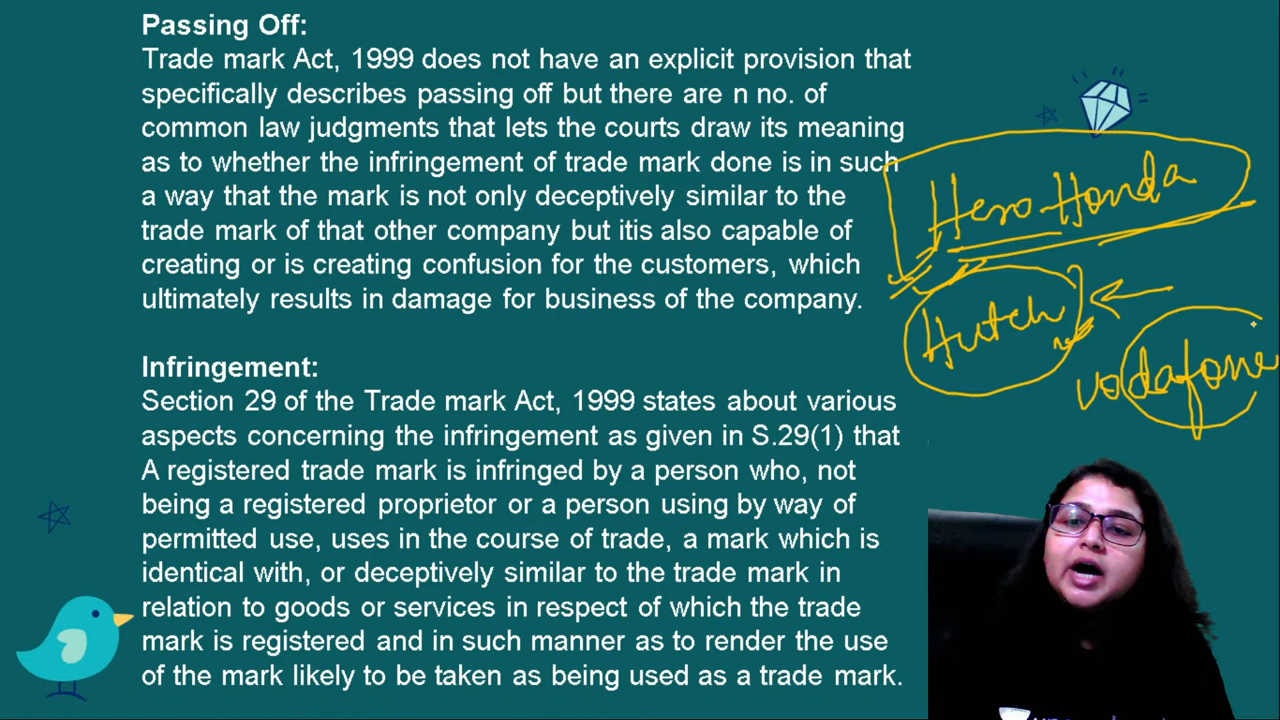 Passing Off:
Trade mark Act, 1999 does not have an explicit provision that
specifically describes passing off but there are n no. of
common law judgments that lets the courts draw its meaning
as to whether the infringement of trade mark done is in such
a way that the mark is not only deceptively similar to the
trade mark of that other company but itis also capable of
creating or is creating confusion for the customers, which
ultimately results in damage for business of the company.
Infringement:
Section 29 of the Trade mark Act, 1999 states about various
aspects concerning the infringement as given in S.29(1) that
A registered trade mark is infringed by a person who, not
being a registered proprietor or a person using by way of
permitted use, uses in the course of trade, a mark which is
identical with, or deceptively similar to the trade mark in
relation to goods or services in respect of which the trade
mark is registered and in such manner as to render the use
of the mark likely to be taken as being used as a trade mark.
Hero Honda
Hutch
vodafone